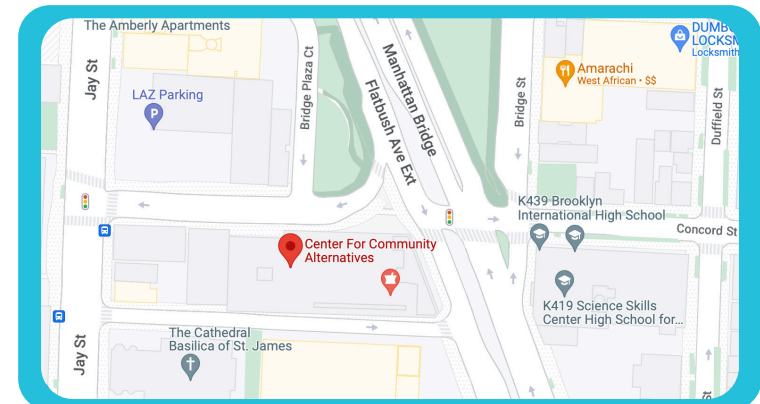 The Amberly Apartments
Jay St
LAZ Parking
P
Bridge Plaza Ct
Manhattan Bridge
Flatbush Ave Ext
Bridge St
Amarachi
West African • $$
DUMB
LOCKSM
Locksmith
Duffield St
K439 Brooklyn
International High School
Concord St
Center For Community
Alternatives
K419 Science Skills
Center High School for...
The Cathedral
Basilica of St. James
Jay St
St